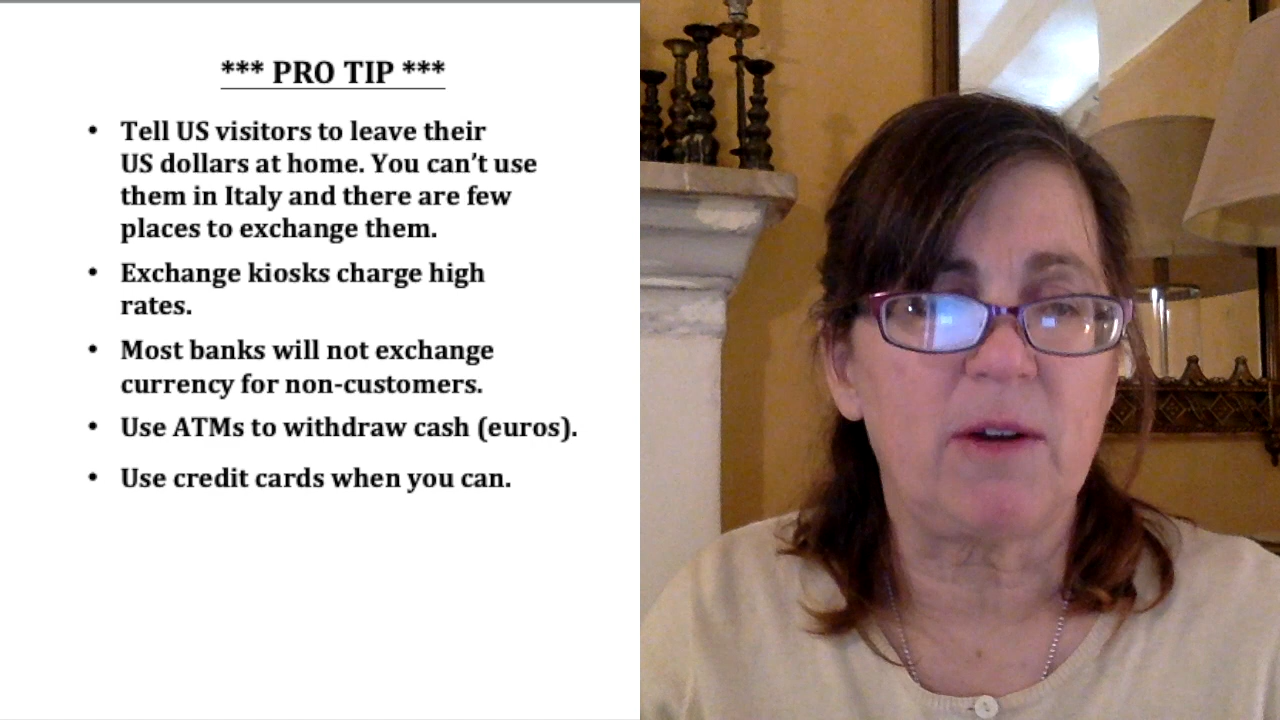 *** PRO TIP ***
• Tell US visitors to leave their
US dollars at home. You can’t use
them in Italy and there are few
places to exchange them.
• Exchange kiosks charge high
rates.
• Most banks will not exchange
currency for non-customers.
• Use ATMs to withdraw cash (euros).
• Use credit cards when you can.